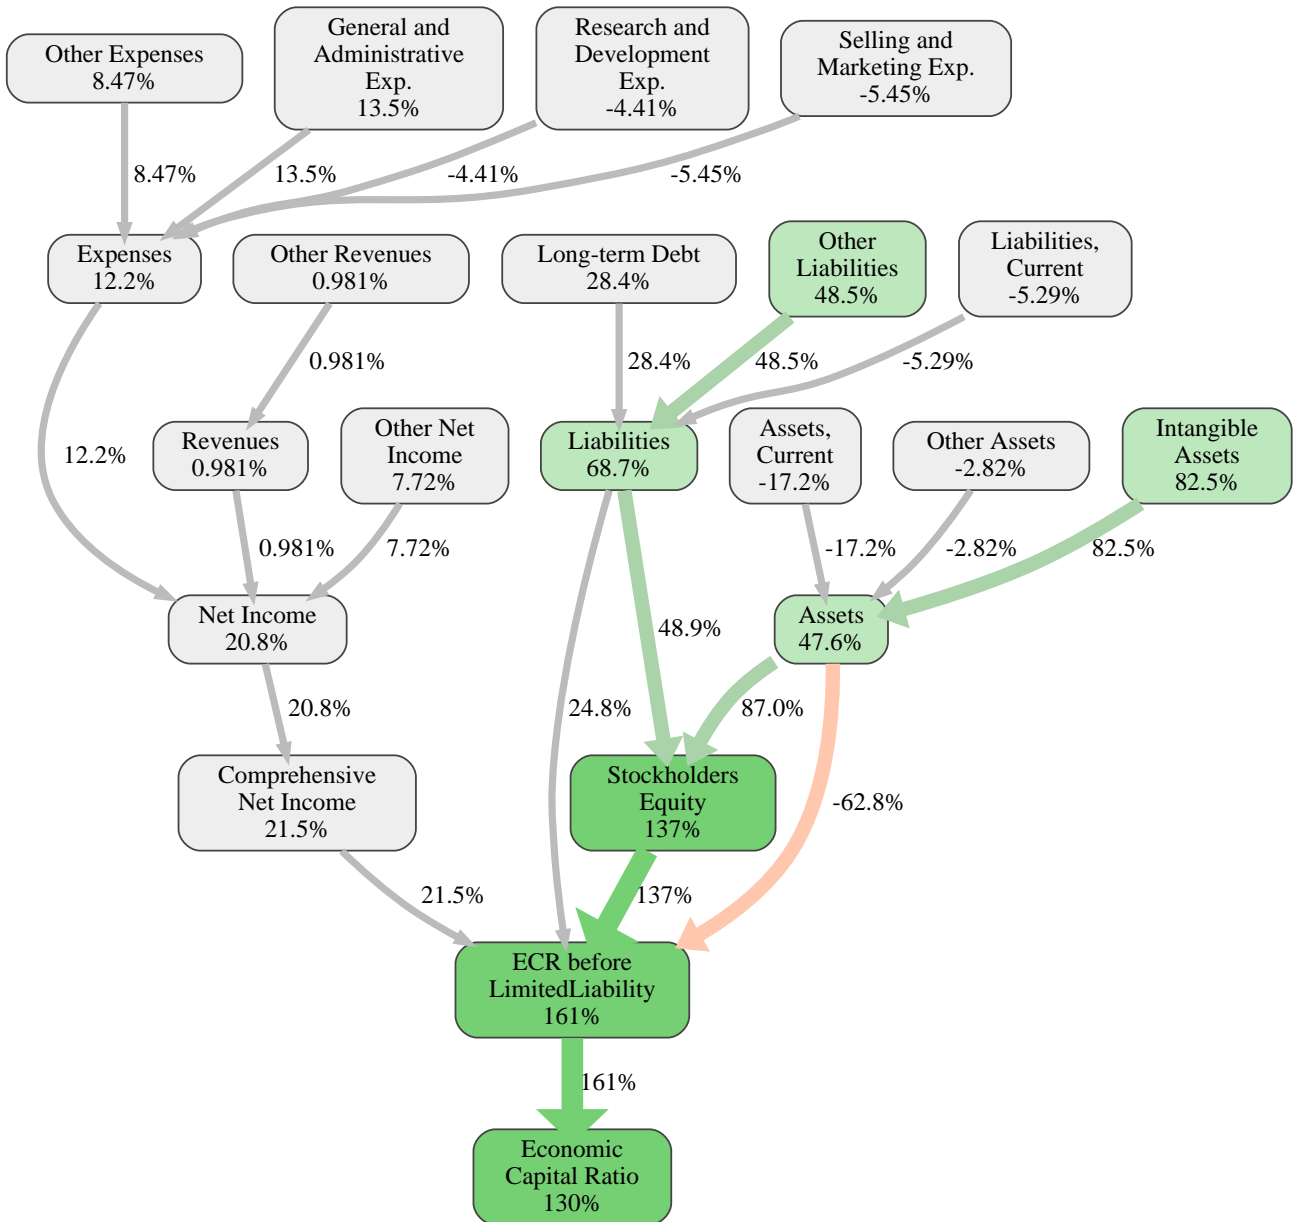 Other Expenses
8.47%
General and
Administrative
Exp.
13.5%
Research and
Development
Exp.
-4.41%
Selling and
Marketing Exp.
-5.45%
8.47%
13.5%
-4.41%
-5.45%
Expenses
12.2%
Other Revenues
0.981%
Long-term Debt
28.4%
Other
Liabilities
48.5%
Liabilities,
Current
-5.29%
0.981%
28.4%
48.5%
-5.29%
12.2%
Revenues
0.981%
Other Net
Income
7.72%
Liabilities
68.7%
Assets,
Current
-17.2%
Other Assets
-2.82%
Intangible
Assets
82.5%
0.981%
7.72%
-17.2%
-2.82%
82.5%
Net Income
20.8%
48.9%
Assets
47.6%
20.8%
24.8%
87.0%
Comprehensive
Net Income
21.5%
Stockholders
Equity
137%
-62.8%
21.5%
137%
ECR before
LimitedLiability
161%
161%
Economic
Capital Ratio
130%